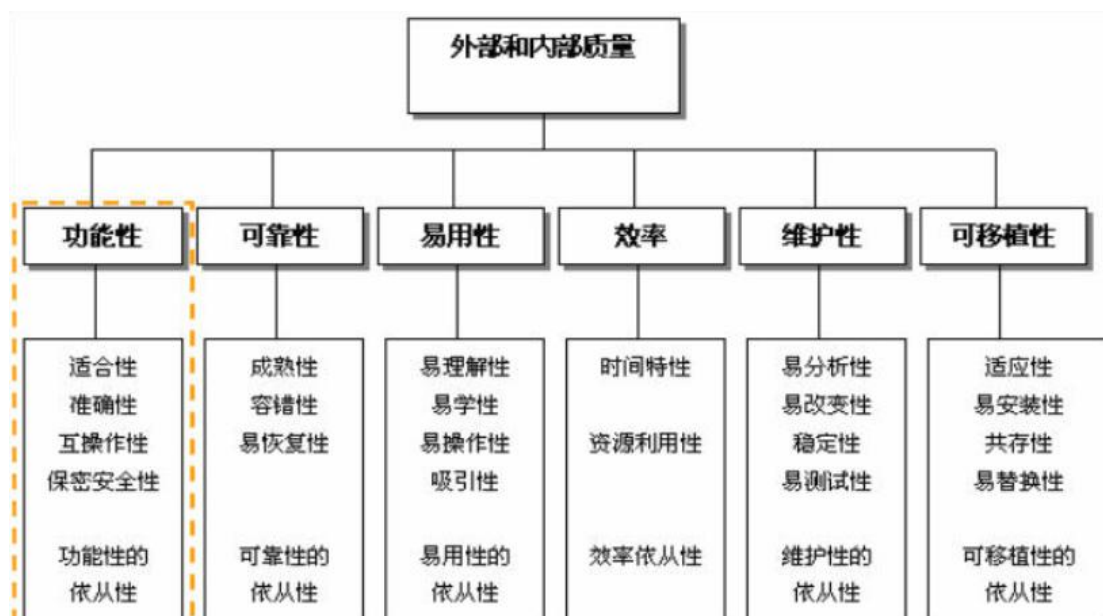 外部和内部质量
功能性
可靠性
易用性
效率
维护性
可移植性
适合性
准确性
互操作性
保密安全性
功能性的
依从性
成熟性
容错性
易恢复性
可靠性的
依从性
易理解性
易学性
易操作性
吸引性
易用性的
依从性
时间特性
资源利用性
效率依从性
易分析性
易改变性
稳定性
易测试性
维护性的
依从性
适应性
易安装性
共存性
易替换性
可移植性的
依从性